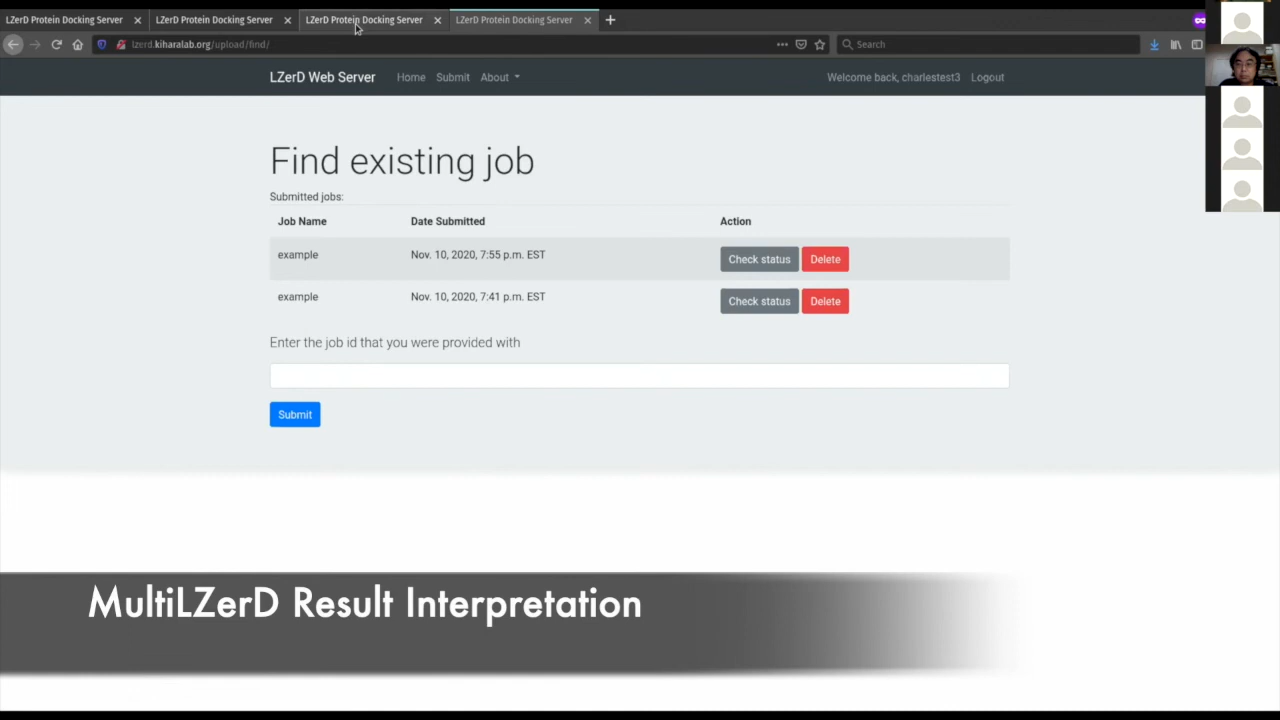 LZerD Protein Docking Server LZerD Protein Docking Server LZerD Protein Docking Server LZerD Protein Docking Server
lzerd.kiharalab.org/upload/find/ Search
LZerD Web Server Home Submit About Welcome back, charlestest3 Logout
Find existing job
Submitted jobs:
Job Name Date Submitted Action
example Nov. 10, 2020, 7:55 p.m. EST Check status Delete
example Nov. 10, 2020, 7:41 p.m. EST Check status Delete
Enter the job id that you were provided with
Submit
MultiLZerD Result Interpretation